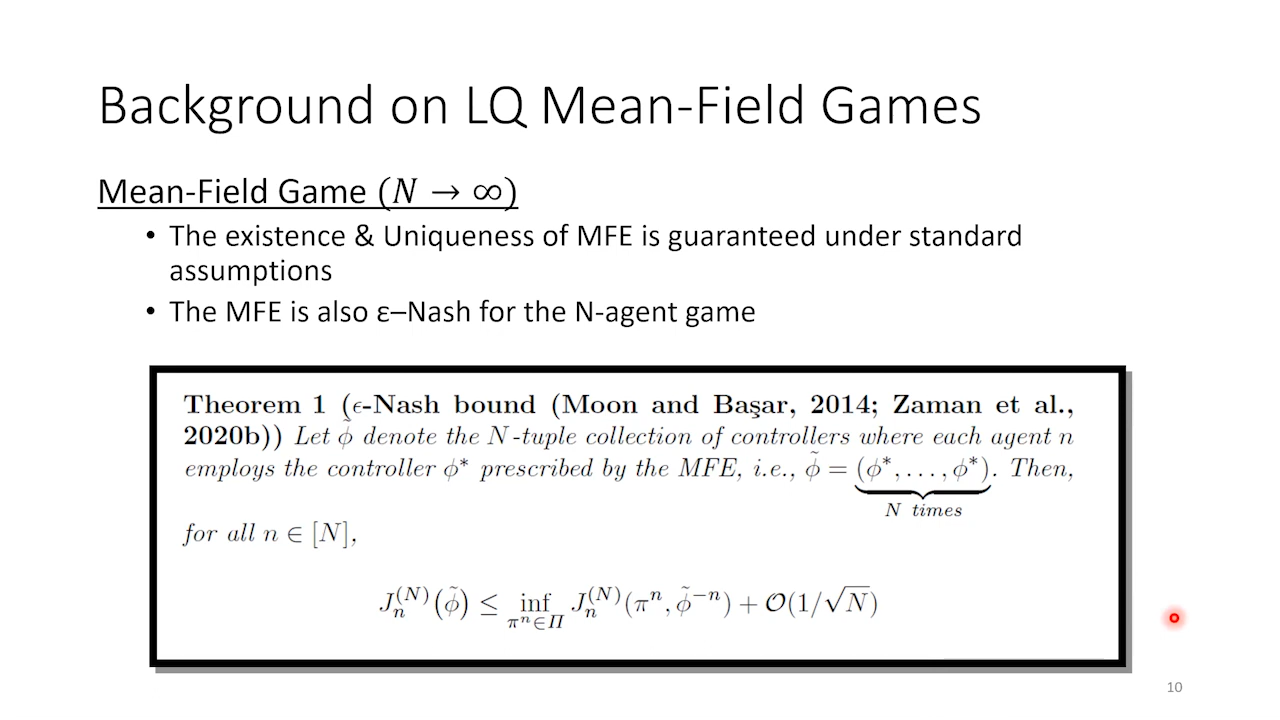 Background on LQ Mean-Field Games
Mean-Field Game (N → ∞)
• The existence & Uniqueness of MFE is guaranteed under standard
assumptions
• The MFE is also ε–Nash for the N-agent game
Theorem 1 (ϵ-Nash bound (Moon and Başar, 2014; Zaman et al.,
2020b)) Let φ̃ denote the N-tuple collection of controllers where each agent n
employs the controller φ* prescribed by the MFE, i.e., φ̃ = (φ*, . . . , φ*). Then,
N times
for all n ∈ [N],
J_n^{(N)}(φ̃) ≤ inf_{π^n∈Π} J_n^{(N)}(π^n, φ̃^{−n}) + O(1/√N)
10